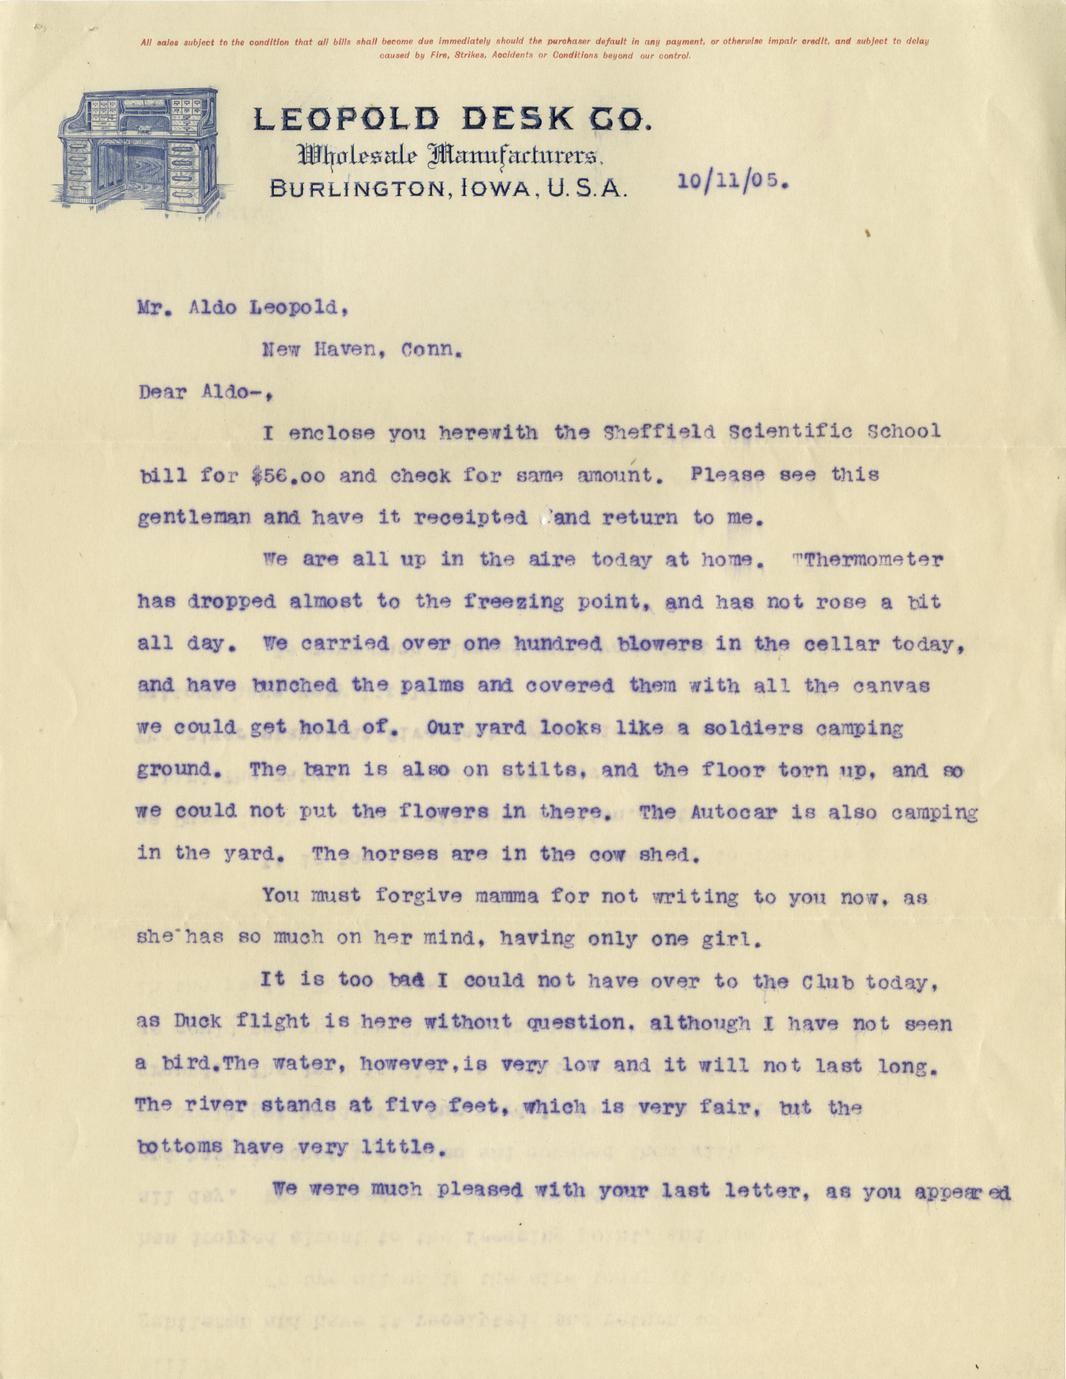 All sales subject to the condition that all bills shall become due immediately should the purchaser default in any payment, or otherwise impair credit, and subject to delay
caused by Fire, Strikes, Accidents or Conditions beyond our control.
LEOPOLD DESK CO.
Wholesale Manufacturers.
BURLINGTON, IOWA, U.S.A.
10/11/05.
Mr. Aldo Leopold,
New Haven, Conn.
Dear Aldo-,
I enclose you herewith the Sheffield Scientific School
bill for $56.00 and check for same amount. Please see this
gentleman and have it receipted and return to me.
We are all up in the aire today at home. "Thermometer
has dropped almost to the freezing point, and has not rose a bit
all day. We carried over one hundred blowers in the cellar today,
and have bunched the palms and covered them with all the canvas
we could get hold of. Our yard looks like a soldiers camping
ground. The barn is also on stilts, and the floor torn up, and so
we could not put the flowers in there. The Autocar is also camping
in the yard. The horses are in the cow shed.
You must forgive mamma for not writing to you now, as
she has so much on her mind, having only one girl.
It is too bad I could not have over to the Club today,
as Duck flight is here without question, although I have not seen
a bird.The water, however,is very low and it will not last long.
The river stands at five feet, which is very fair, but the
bottoms have very little.
We were much pleased with your last letter, as you appeared